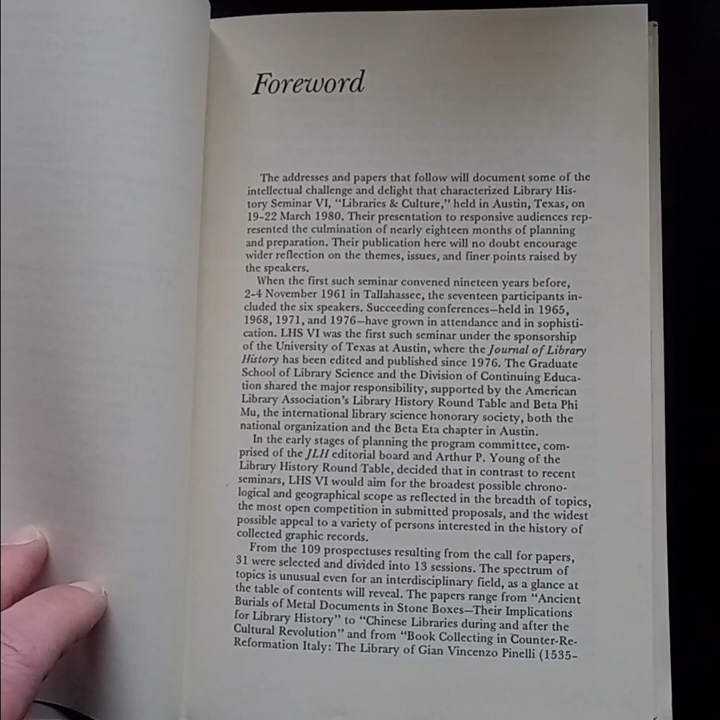 Foreword
The addresses and papers that follow will document some of the
intellectual challenge and delight that characterized Library His-
tory Seminar VI, “Libraries & Culture,” held in Austin, Texas, on
19–22 March 1980. Their presentation to responsive audiences rep-
resented the culmination of nearly eighteen months of planning
and preparation. Their publication here will no doubt encourage
wider reflection on the themes, issues, and finer points raised by
the speakers.
When the first such seminar convened nineteen years before,
2–4 November 1961 in Tallahassee, the seventeen participants in-
cluded the six speakers. Succeeding conferences—held in 1965,
1968, 1971, and 1976—have grown in attendance and in sophisti-
cation. LHS VI was the first such seminar under the sponsorship
of the University of Texas at Austin, where the Journal of Library
History has been edited and published since 1976. The Graduate
School of Library Science and the Division of Continuing Educa-
tion shared the major responsibility, supported by the American
Library Association’s Library History Round Table and Beta Phi
Mu, the international library science honorary society, both the
national organization and the Beta Eta chapter in Austin.
In the early stages of planning the program committee, com-
prised of the JLH editorial board and Arthur P. Young of the
Library History Round Table, decided that in contrast to recent
seminars, LHS VI would aim for the broadest possible chrono-
logical and geographical scope as reflected in the breadth of topics,
the most open competition in submitted proposals, and the widest
possible appeal to a variety of persons interested in the history of
collected graphic records.
From the 109 prospectuses resulting from the call for papers,
31 were selected and divided into 13 sessions. The spectrum of
topics is unusual even for an interdisciplinary field, as a glance at
the table of contents will reveal. The papers range from “Ancient
Burials of Metal Documents in Stone Boxes—Their Implications
for Library History” to “Chinese Libraries during and after the
Cultural Revolution” and from “Book Collecting in Counter-Re-
Reformation Italy: The Library of Gian Vincenzo Pinelli (1535–